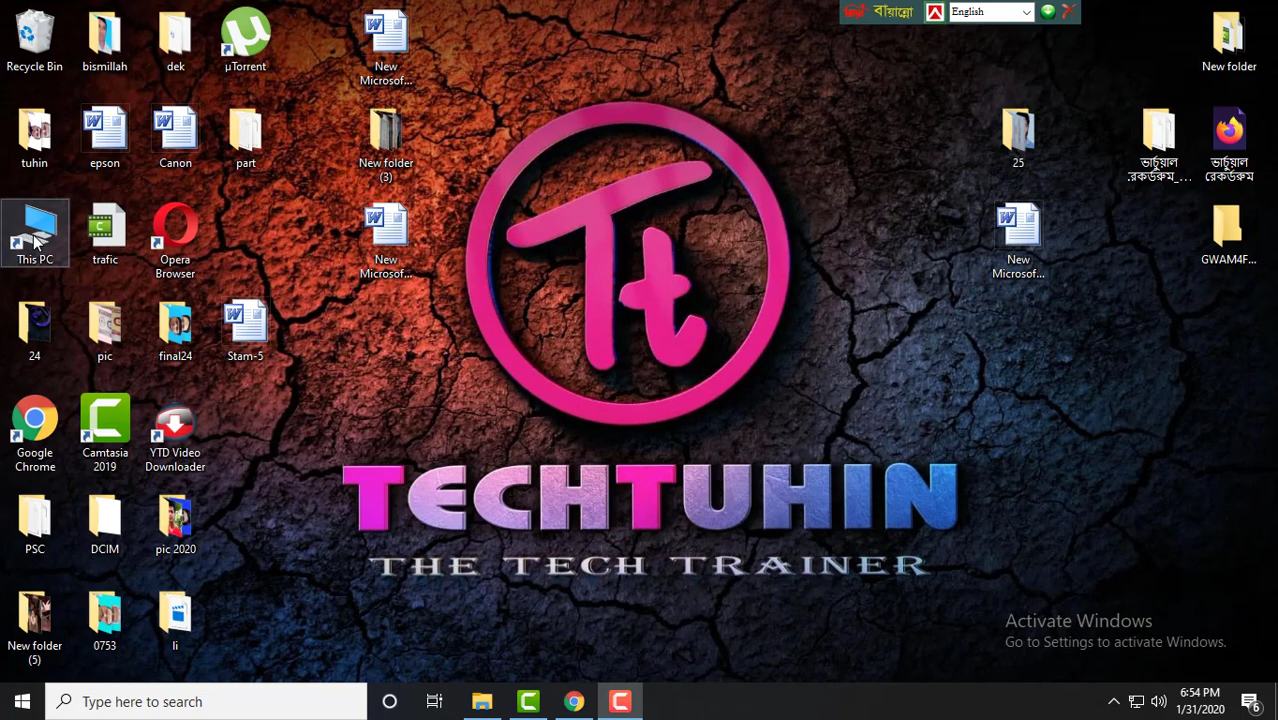 বায়ান্নো
English
Recycle Bin
bismillah
dek
µTorrent
New Microsof...
New folder
tuhin
epson
Canon
part
New folder (3)
25
ভার্চুয়াল
ভার্চুয়াল
This PC
trafic
Opera Browser
New Microsof...
New Microsof...
GWAM4F...
24
pic
final24
Stam-5
Google Chrome
Camtasia 2019
YTD Video Downloader
PSC
DCIM
pic 2020
New folder (5)
0753
li
Tt
TECHTUHIN
THE TECH TRAINER
Activate Windows
Go to Settings to activate Windows.
Type here to search
6:54 PM
1/31/2020
6